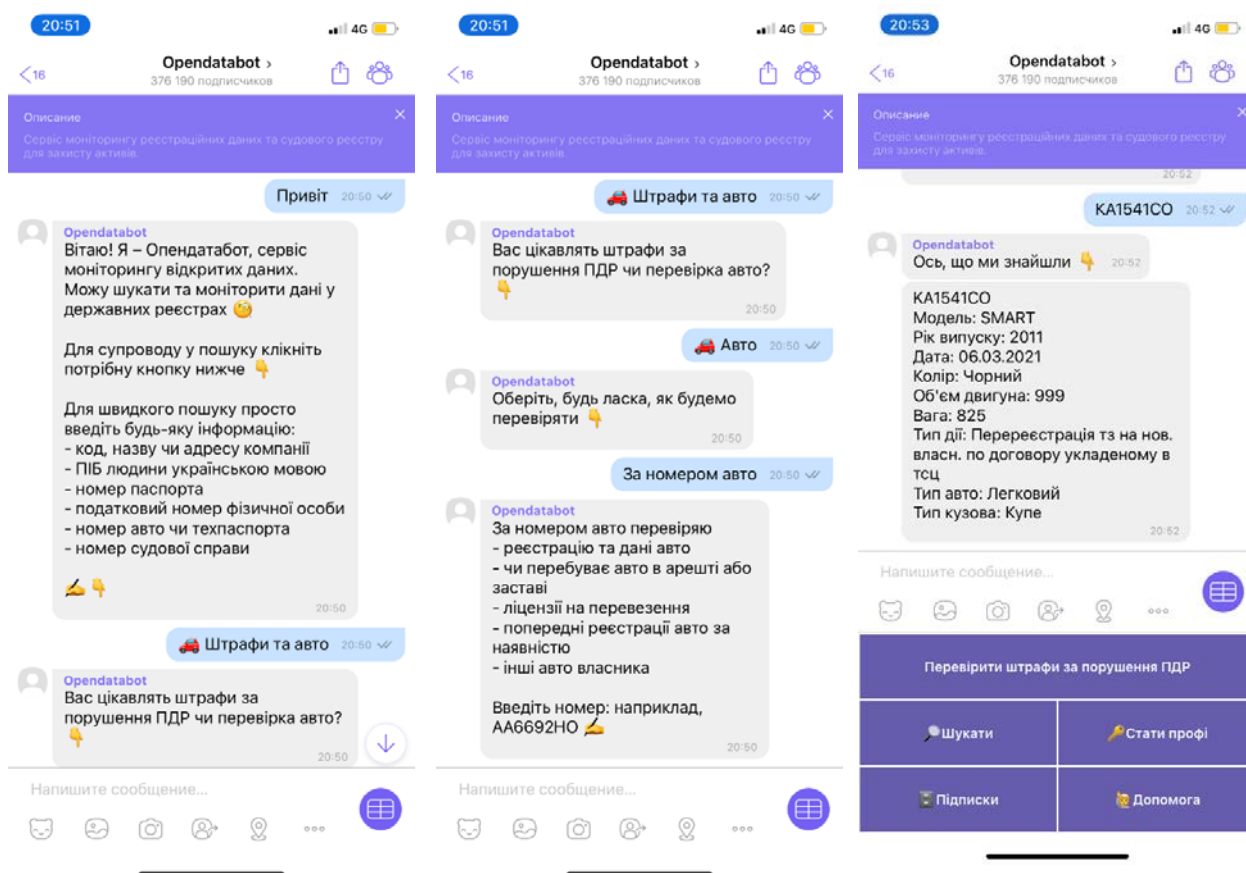 20:51
4G
16
Opendatabot ›
376 190 подписчиков
Описание
Сервіс моніторингу реєстраційних даних та судового реєстру
для захисту активів.
Привіт 20:50
Opendatabot
Вітаю! Я – Опендатабот, сервіс
моніторингу відкритих даних.
Можу шукати та моніторити дані у
державних реєстрах 🧐
Для супроводу у пошуку клікніть
потрібну кнопку нижче 👇
Для швидкого пошуку просто
введіть будь-яку інформацію:
- код, назву чи адресу компанії
- ПІБ людини українською мовою
- номер паспорта
- податковий номер фізичної особи
- номер авто чи техпаспорта
- номер судової справи
✍️👇
20:50
🚗 Штрафи та авто 20:50
Opendatabot
Вас цікавлять штрафи за
порушення ПДР чи перевірка авто?
👇
20:50
Напишите сообщение...
20:51
4G
16
Opendatabot ›
376 190 подписчиков
Описание
Сервіс моніторингу реєстраційних даних та судового реєстру
для захисту активів.
🚗 Штрафи та авто 20:50
Opendatabot
Вас цікавлять штрафи за
порушення ПДР чи перевірка авто?
👇
20:50
🚗 Авто 20:50
Opendatabot
Оберіть, будь ласка, як будемо
перевіряти 👇
20:50
За номером авто 20:50
Opendatabot
За номером авто перевіряю
- реєстрацію та дані авто
- чи перебуває авто в арешті або
заставі
- ліцензії на перевезення
- попередні реєстрації авто за
наявністю
- інші авто власника
Введіть номер: наприклад,
АА6692НО ✍️
20:50
Напишите сообщение...
20:53
4G
16
Opendatabot ›
376 190 подписчиков
Описание
Сервіс моніторингу реєстраційних даних та судового реєстру
для захисту активів.
20:52
КА1541СО 20:52
Opendatabot
Ось, що ми знайшли 👇 20:52
КА1541СО
Модель: SMART
Рік випуску: 2011
Дата: 06.03.2021
Колір: Чорний
Об'єм двигуна: 999
Вага: 825
Тип дії: Перереєстрація тз на нов.
власн. по договору укладеному в
тсц
Тип авто: Легковий
Тип кузова: Купе
20:52
Напишите сообщение...
Перевірити штрафи за порушення ПДР
🔎Шукати
🔑Стати профі
Підписки
Допомога